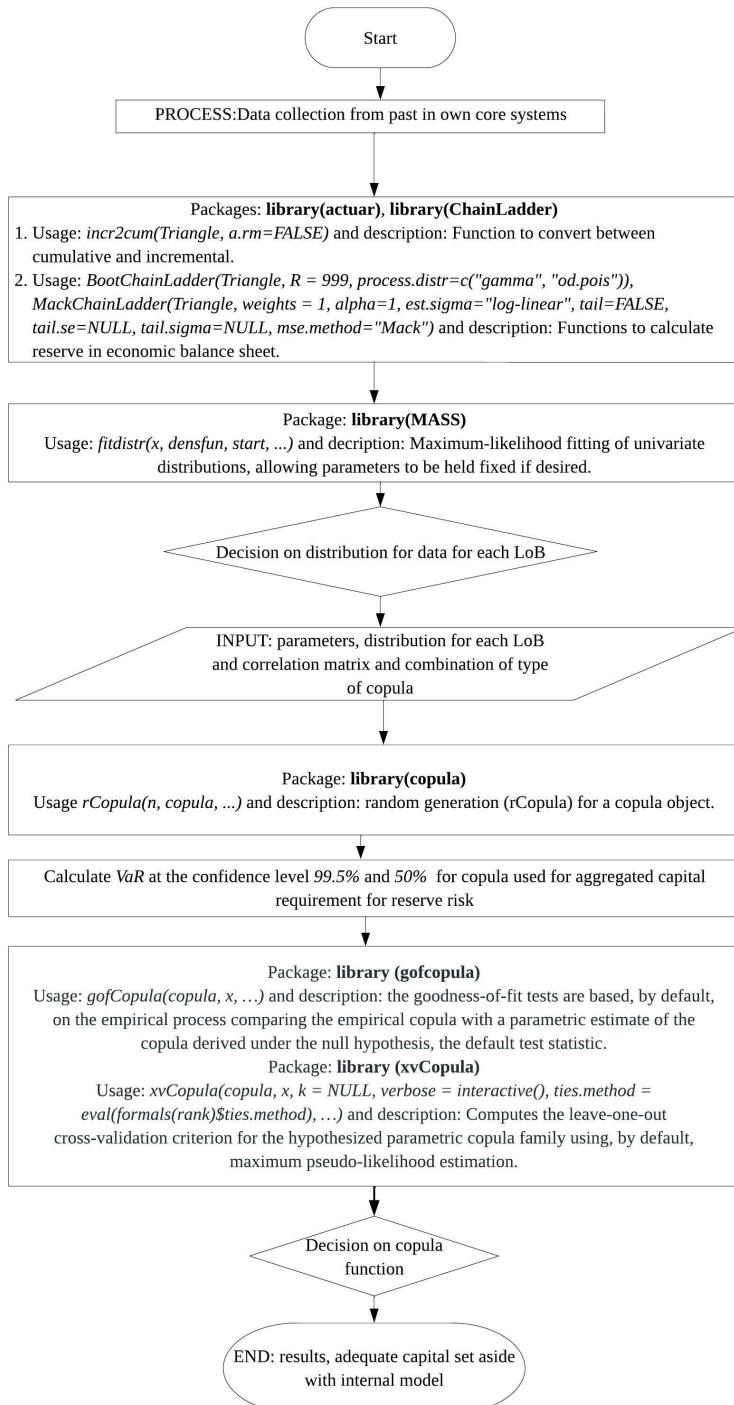 Start
PROCESS:Data collection from past in own core systems
Packages: library(actuar), library(ChainLadder)
1. Usage: incr2cum(Triangle, a.rm=FALSE) and description: Function to convert between
cumulative and incremental.
2. Usage: BootChainLadder(Triangle, R = 999, process.distr=c("gamma", "od.pois")),
MackChainLadder(Triangle, weights = 1, alpha=1, est.sigma="log-linear", tail=FALSE,
tail.se=NULL, tail.sigma=NULL, mse.method="Mack") and description: Functions to calculate
reserve in economic balance sheet.
Package: library(MASS)
Usage: fitdistr(x, densfun, start, ...) and decription: Maximum-likelihood fitting of univariate
distributions, allowing parameters to be held fixed if desired.
Decision on distribution for data for each LoB
INPUT: parameters, distribution for each LoB
and correlation matrix and combination of type
of copula
Package: library(copula)
Usage rCopula(n, copula, ...) and description: random generation (rCopula) for a copula object.
Calculate VaR at the confidence level 99.5% and 50% for copula used for aggregated capital
requirement for reserve risk
Package: library (gofcopula)
Usage: gofCopula(copula, x, …) and description: the goodness-of-fit tests are based, by default,
on the empirical process comparing the empirical copula with a parametric estimate of the
copula derived under the null hypothesis, the default test statistic.
Package: library (xvCopula)
Usage: xvCopula(copula, x, k = NULL, verbose = interactive(), ties.method =
eval(formals(rank)$ties.method), …) and description: Computes the leave-one-out
cross-validation criterion for the hypothesized parametric copula family using, by default,
maximum pseudo-likelihood estimation.
Decision on copula
function
END: results, adequate capital set aside
with internal model